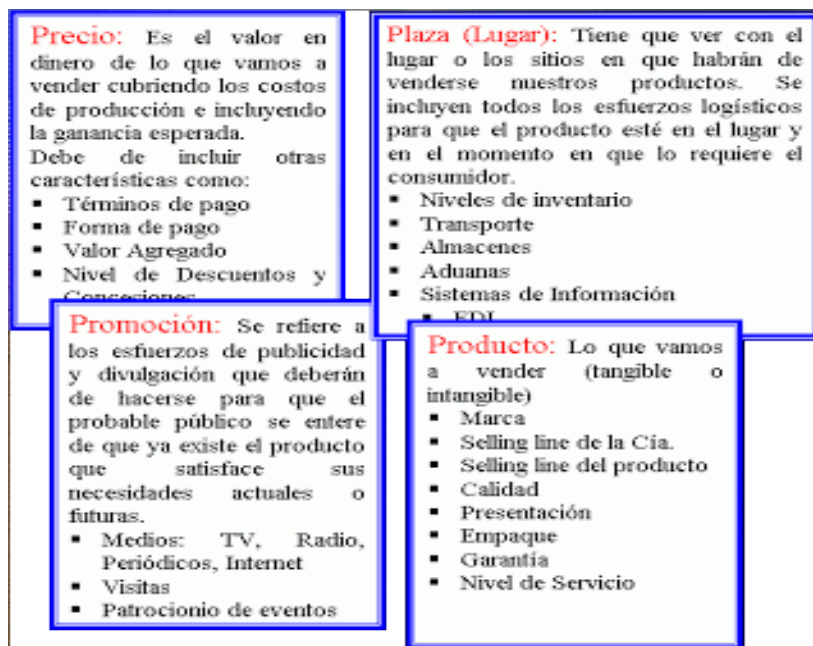 Precio: Es el valor en
dinero de lo que vamos a
vender cubriendo los costos
de producción e incluyendo
la ganancia esperada.
Debe de incluir otras
características como:
▪ Términos de pago
▪ Forma de pago
▪ Valor Agregado
▪ Nivel de Descuentos y
Concesiones
Plaza (Lugar): Tiene que ver con el
lugar o los sitios en que habrán de
venderse nuestros productos. Se
incluyen todos los esfuerzos logísticos
para que el producto esté en el lugar y
en el momento en que lo requiere el
consumidor.
▪ Niveles de inventario
▪ Transporte
▪ Almacenes
▪ Aduanas
▪ Sistemas de Información
▪ EDI
Promoción: Se refiere a
los esfuerzos de publicidad
y divulgación que deberán
de hacerse para que el
probable público se entere
de que ya existe el producto
que satisface sus
necesidades actuales o
futuras.
▪ Medios: TV, Radio,
Periódicos, Internet
▪ Visitas
▪ Patrocionio de eventos
Producto: Lo que vamos
a vender (tangible o
intangible)
▪ Marca
▪ Selling line de la Cía.
▪ Selling line del producto
▪ Calidad
▪ Presentación
▪ Empaque
▪ Garantía
▪ Nivel de Servicio